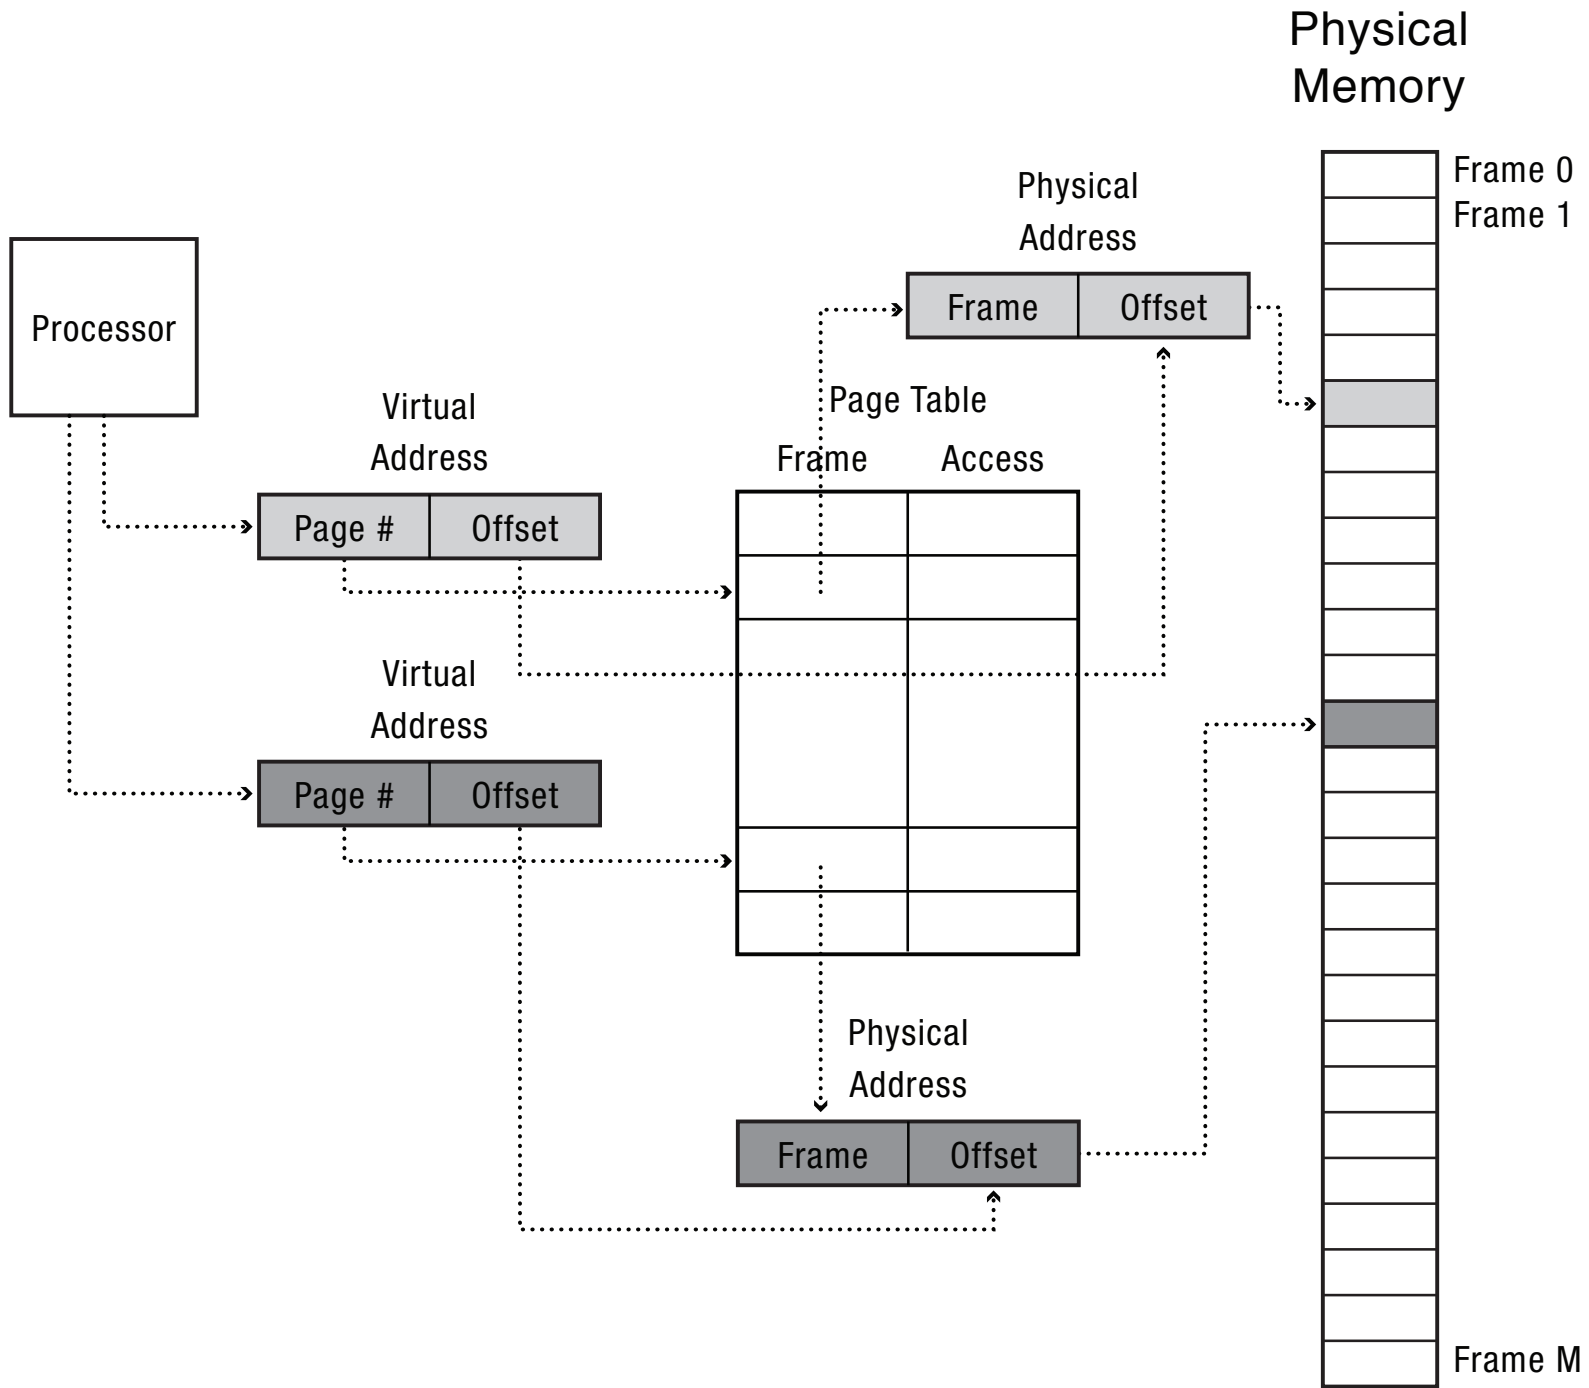 Physical
Memory
Frame 0
Frame 1
Physical
Address
Frame Offset
Processor
Virtual
Address
Page # Offset
Page Table
Frame Access
Virtual
Address
Page # Offset
Physical
Address
Frame Offset
Frame M